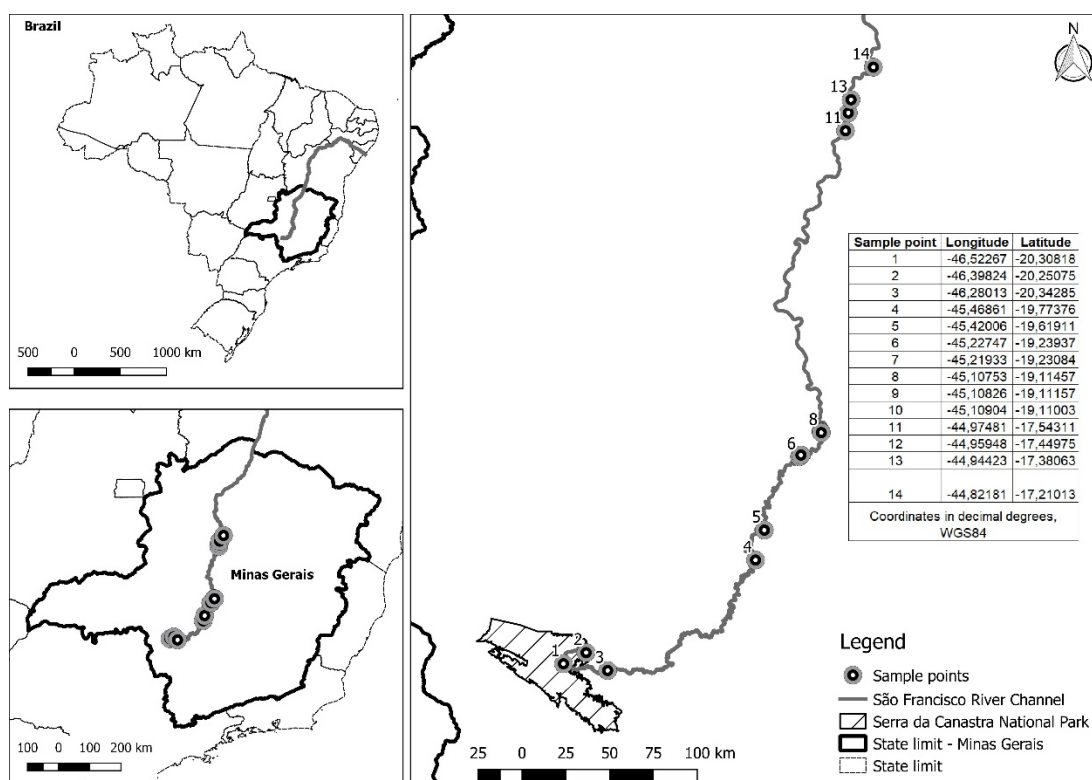 Brazil
500 0 500 1000 km
Minas Gerais
100 0 100 200 km
N
14
13
11
8
6
5
4
2
1
3
Sample point Longitude Latitude
1 -46,52267 -20,30818
2 -46,39824 -20,25075
3 -46,28013 -20,34285
4 -45,46861 -19,77376
5 -45,42006 -19,61911
6 -45,22747 -19,23937
7 -45,21933 -19,23084
8 -45,10753 -19,11457
9 -45,10826 -19,11157
10 -45,10904 -19,11003
11 -44,97481 -17,54311
12 -44,95948 -17,44975
13 -44,94423 -17,38063
14 -44,82181 -17,21013
Coordinates in decimal degrees,
WGS84
Legend
Sample points
São Francisco River Channel
Serra da Canastra National Park
State limit - Minas Gerais
State limit
25 0 25 50 75 100 km